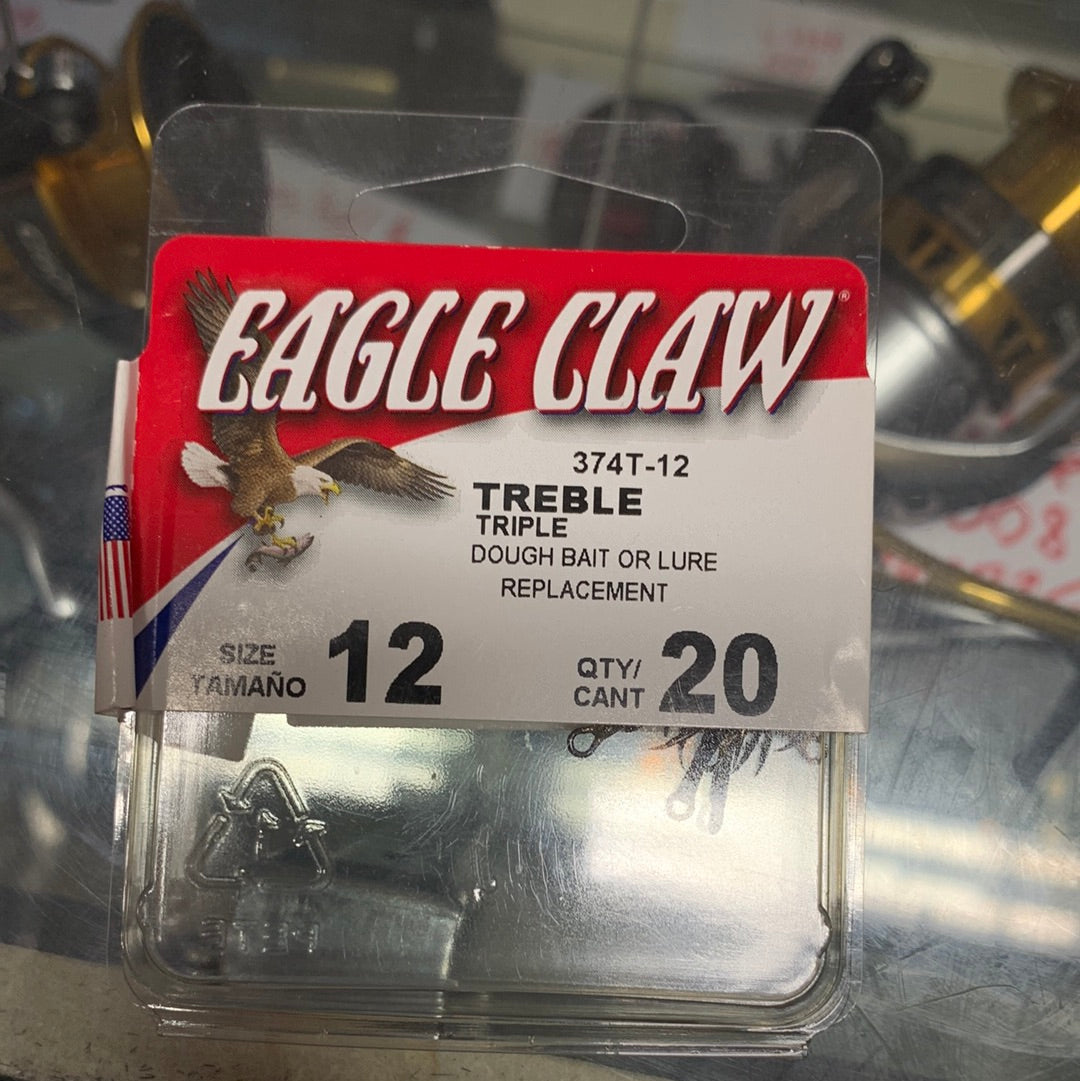 EAGLE CLAW®
374T-12
TREBLE
TRIPLE
DOUGH BAIT OR LURE
REPLACEMENT
SIZE
TAMAÑO
12
QTY/
CANT
20